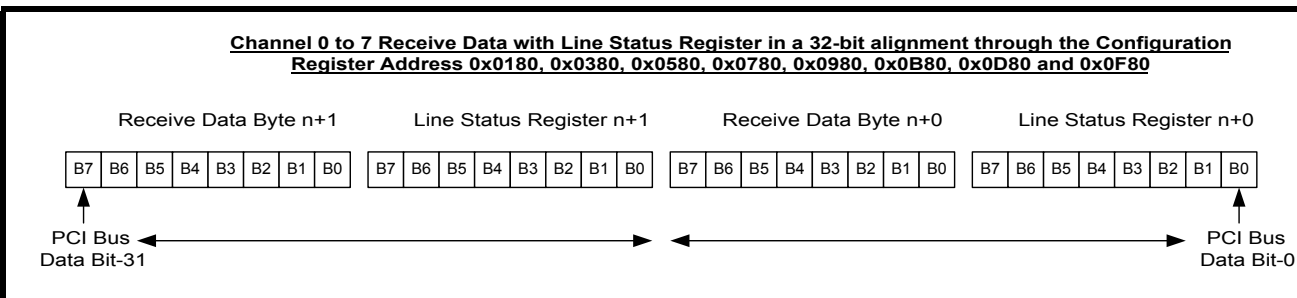 Channel 0 to 7 Receive Data with Line Status Register in a 32-bit alignment through the Configuration
Register Address 0x0180, 0x0380, 0x0580, 0x0780, 0x0980, 0x0B80, 0x0D80 and 0x0F80
Receive Data Byte n+1 Line Status Register n+1 Receive Data Byte n+0 Line Status Register n+0
B7 B6 B5 B4 B3 B2 B1 B0 B7 B6 B5 B4 B3 B2 B1 B0 B7 B6 B5 B4 B3 B2 B1 B0 B7 B6 B5 B4 B3 B2 B1 B0
PCI Bus PCI Bus
Data Bit-31 Data Bit-0